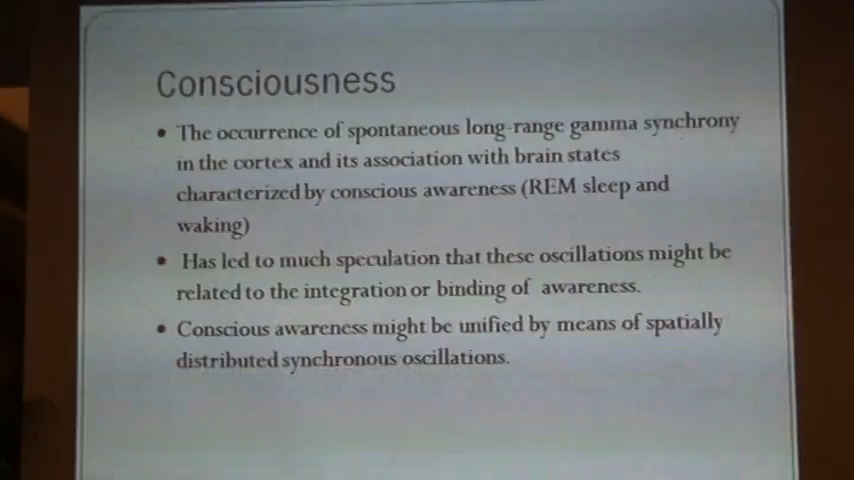 Consciousness
• The occurrence of spontaneous long-range gamma synchrony
in the cortex and its association with brain states
characterized by conscious awareness (REM sleep and
waking)
• Has led to much speculation that these oscillations might be
related to the integration or binding of awareness.
• Conscious awareness might be unified by means of spatially
distributed synchronous oscillations.